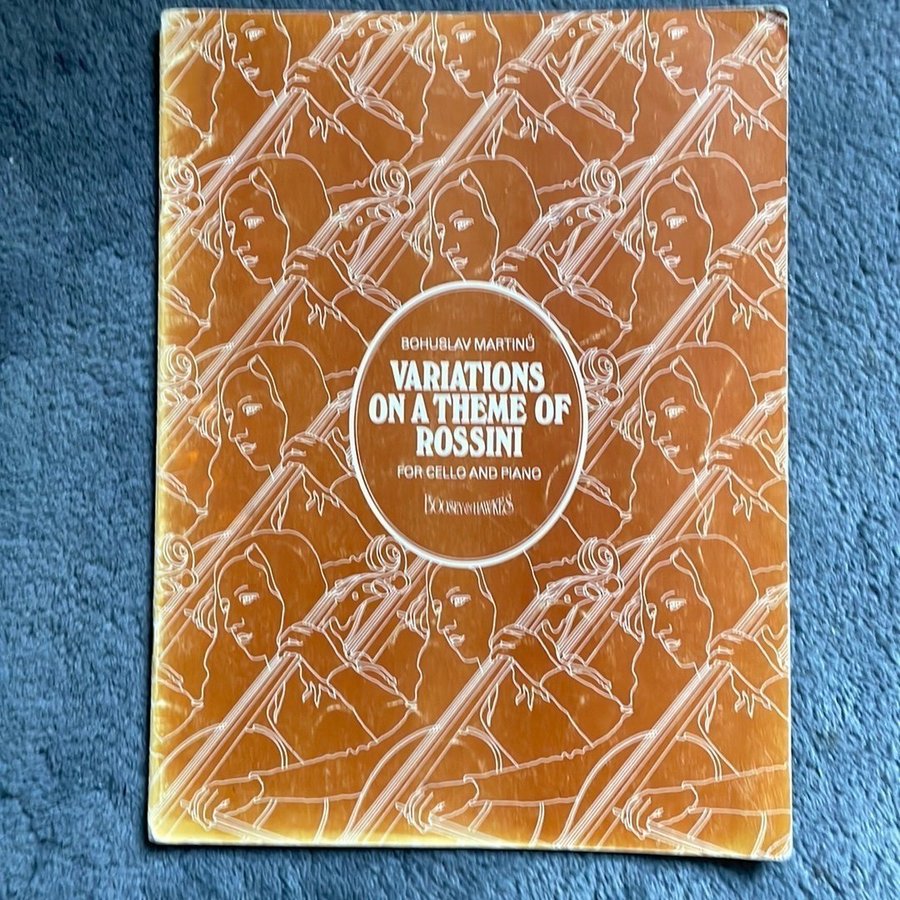 BOHUSLAV MARTINŮ
VARIATIONS
ON A THEME OF
ROSSINI
FOR CELLO AND PIANO
BOOSEY & HAWKES